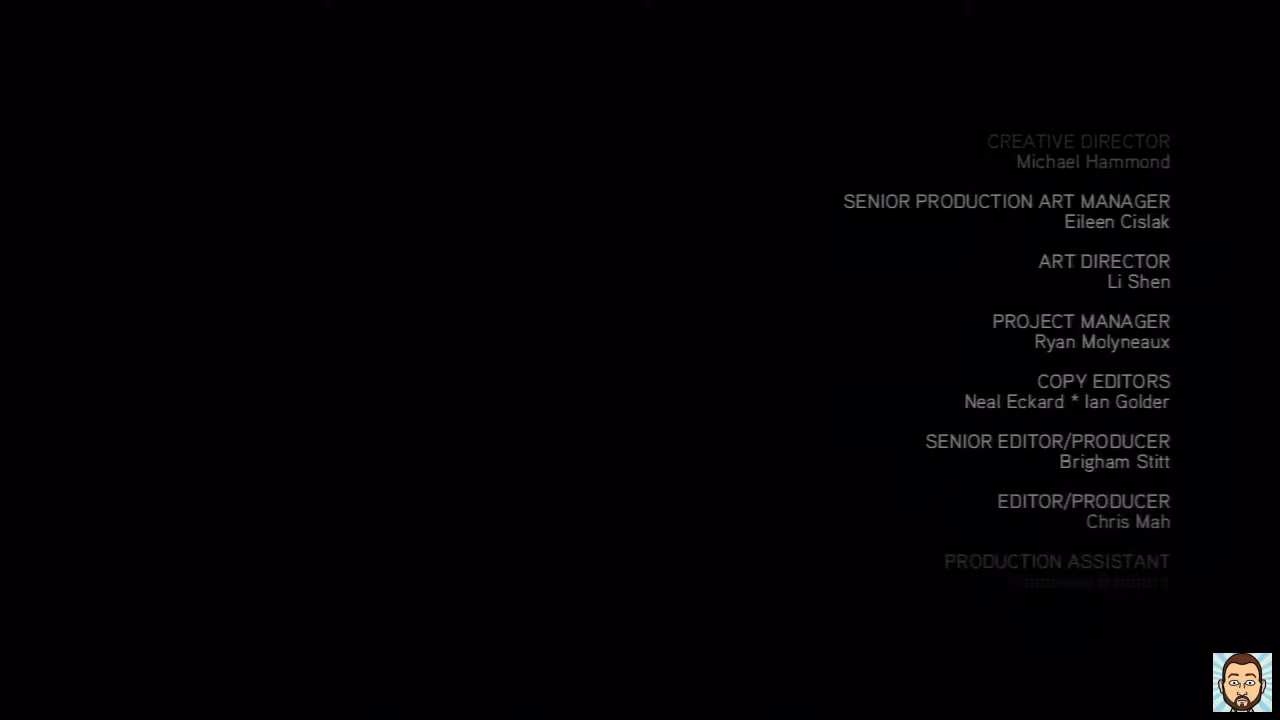 CREATIVE DIRECTOR
Michael Hammond
SENIOR PRODUCTION ART MANAGER
Eileen Cislak
ART DIRECTOR
Li Shen
PROJECT MANAGER
Ryan Molyneaux
COPY EDITORS
Neal Eckard * Ian Golder
SENIOR EDITOR/PRODUCER
Brigham Stitt
EDITOR/PRODUCER
Chris Mah
PRODUCTION ASSISTANT